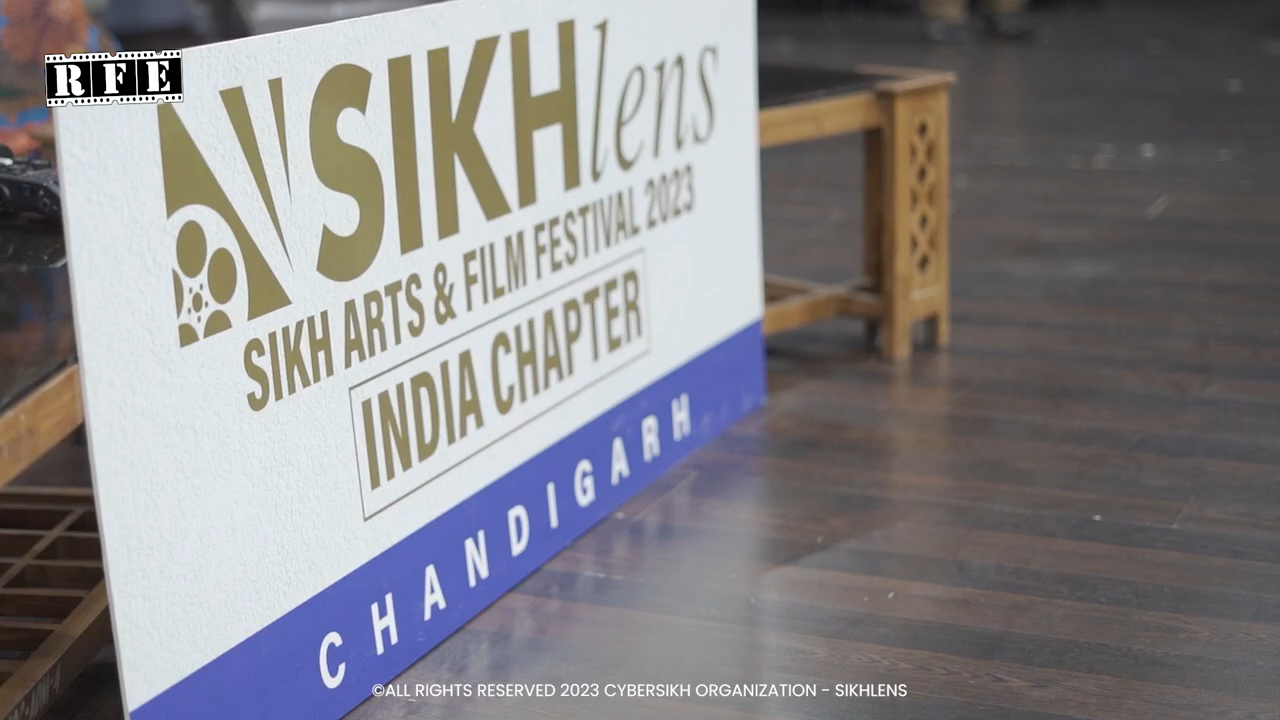 RFE
SIKHlens
SIKH ARTS & FILM FESTIVAL 2023
INDIA CHAPTER
CHANDIGARH
©ALL RIGHTS RESERVED 2023 CYBERSIKH ORGANIZATION - SIKHLENS